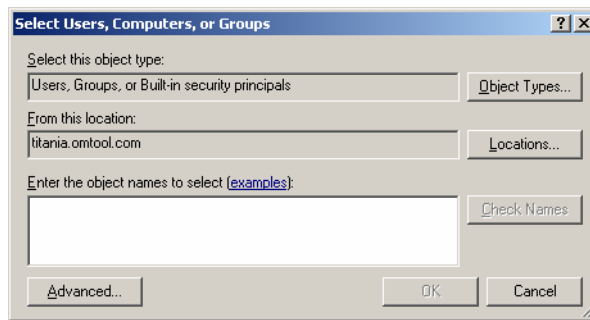 Select Users, Computers, or Groups
Select this object type:
Users, Groups, or Built-in security principals
Object Types...
From this location:
titania.omtool.com
Locations...
Enter the object names to select (examples):
Check Names
Advanced...
OK
Cancel